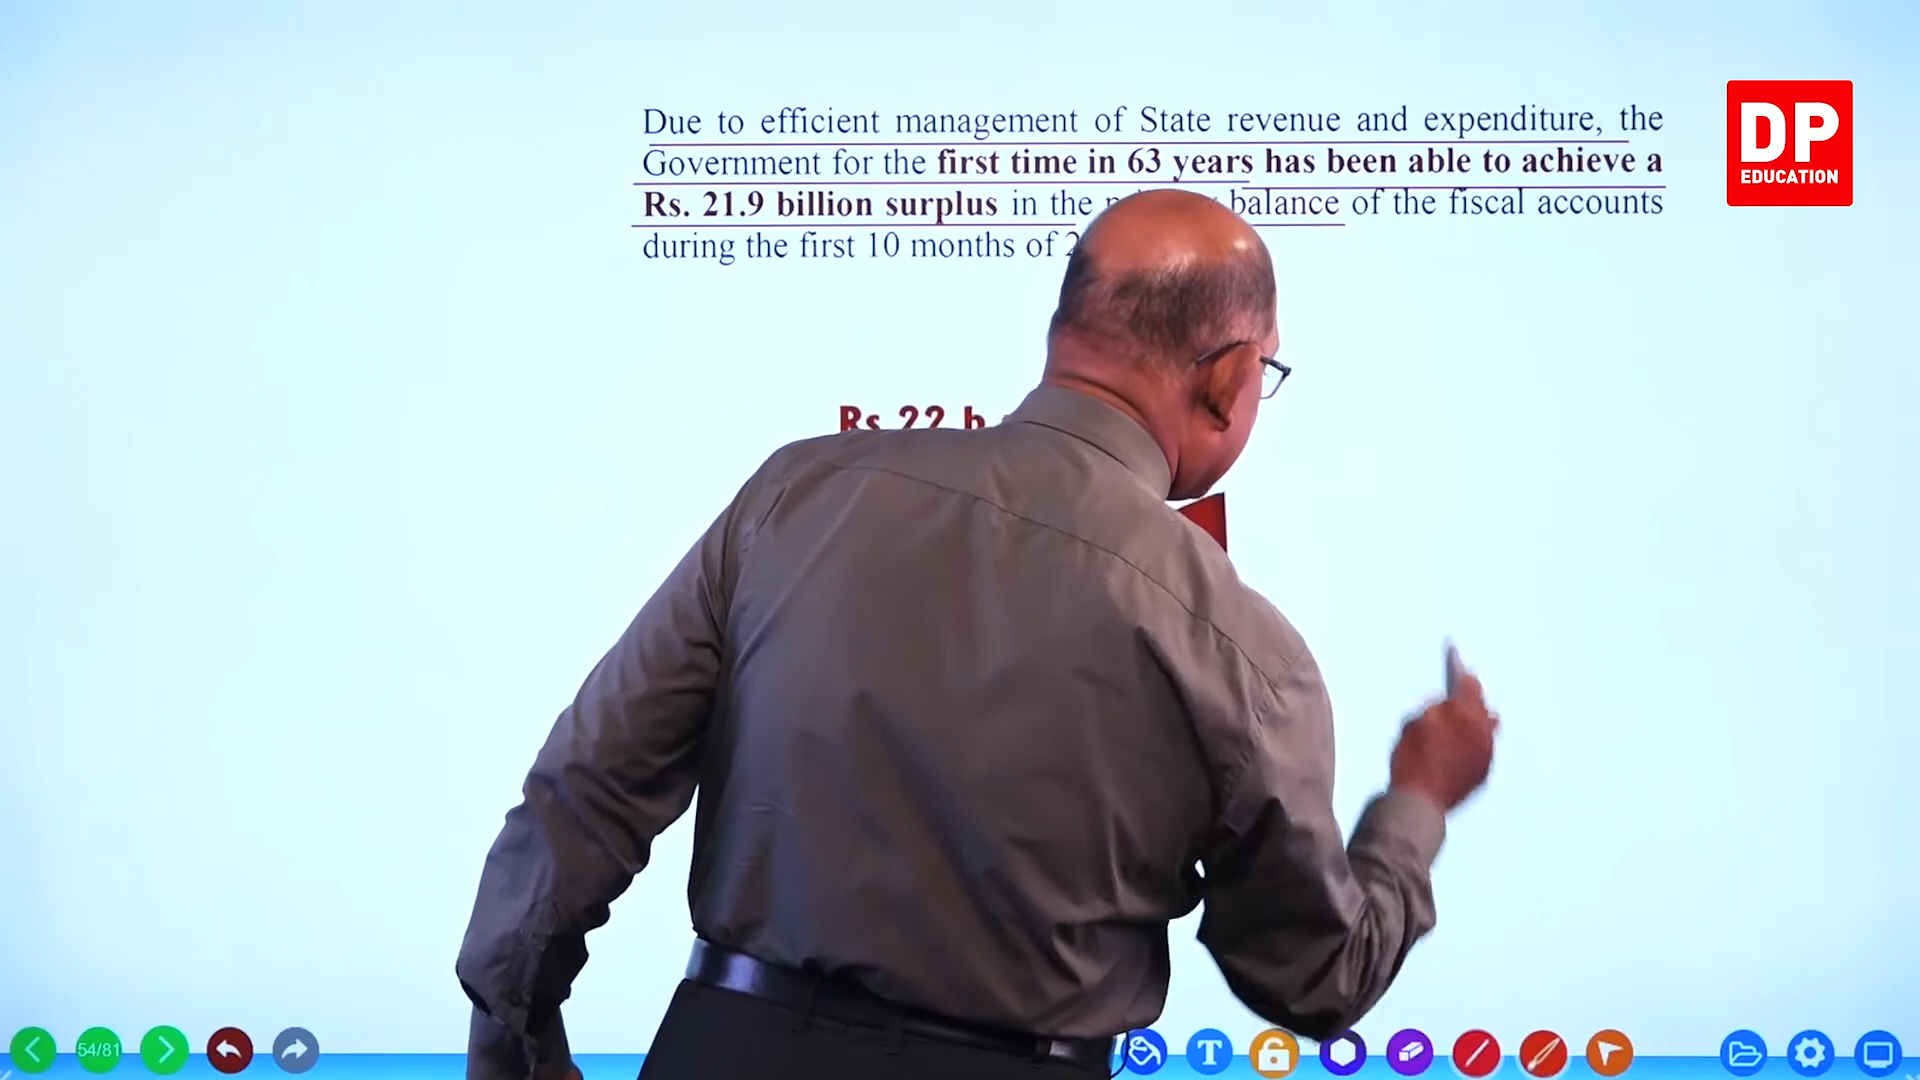 Due to efficient management of State revenue and expenditure, the
Government for the first time in 63 years has been able to achieve a
Rs. 21.9 billion surplus in the balance of the fiscal accounts
during the first 10 months of
Rs 22 b
DP
EDUCATION
54/81
T